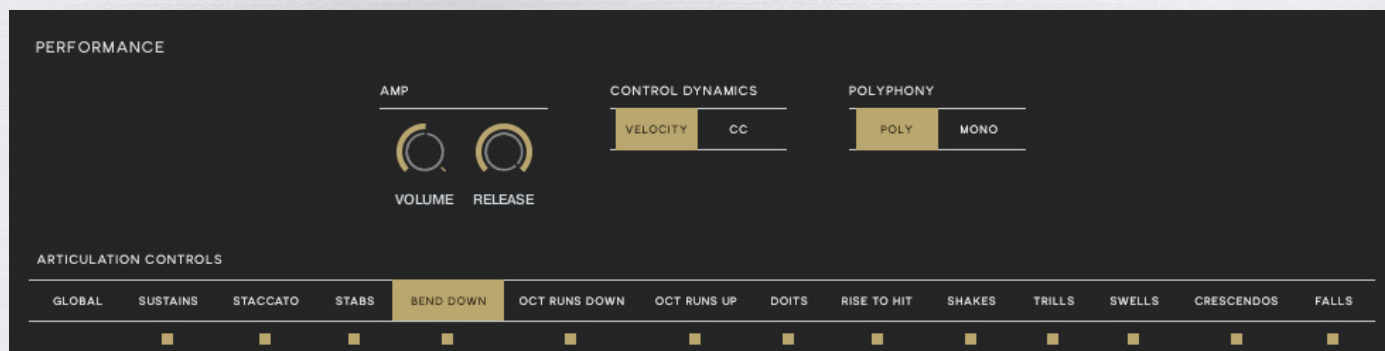 PERFORMANCE
AMP
CONTROL DYNAMICS
POLYPHONY
VELOCITY CC
POLY MONO
VOLUME RELEASE
ARTICULATION CONTROLS
GLOBAL SUSTAINS STACCATO STABS BEND DOWN OCT RUNS DOWN OCT RUNS UP DOITS RISE TO HIT SHAKES TRILLS SWELLS CRESCENDOS FALLS